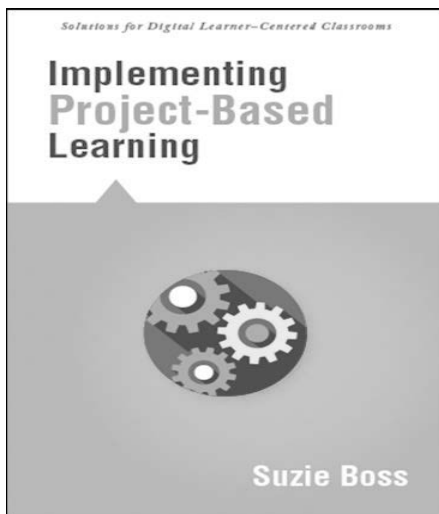 Solutions for Digital Learner–Centered Classrooms
Implementing
Project-Based
Learning
Suzie Boss